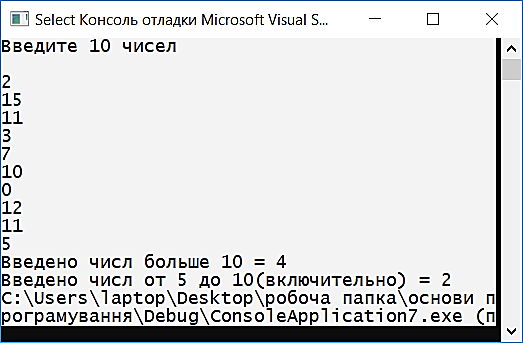 Select Консоль отладки Microsoft Visual S...
Введите 10 чисел
2
15
11
3
7
10
0
12
11
5
Введено числ больше 10 = 4
Введено числ от 5 до 10(включительно) = 2
C:\Users\laptop\Desktop\робоча папка\основи п
рограмування\Debug\ConsoleApplication7.exe (п